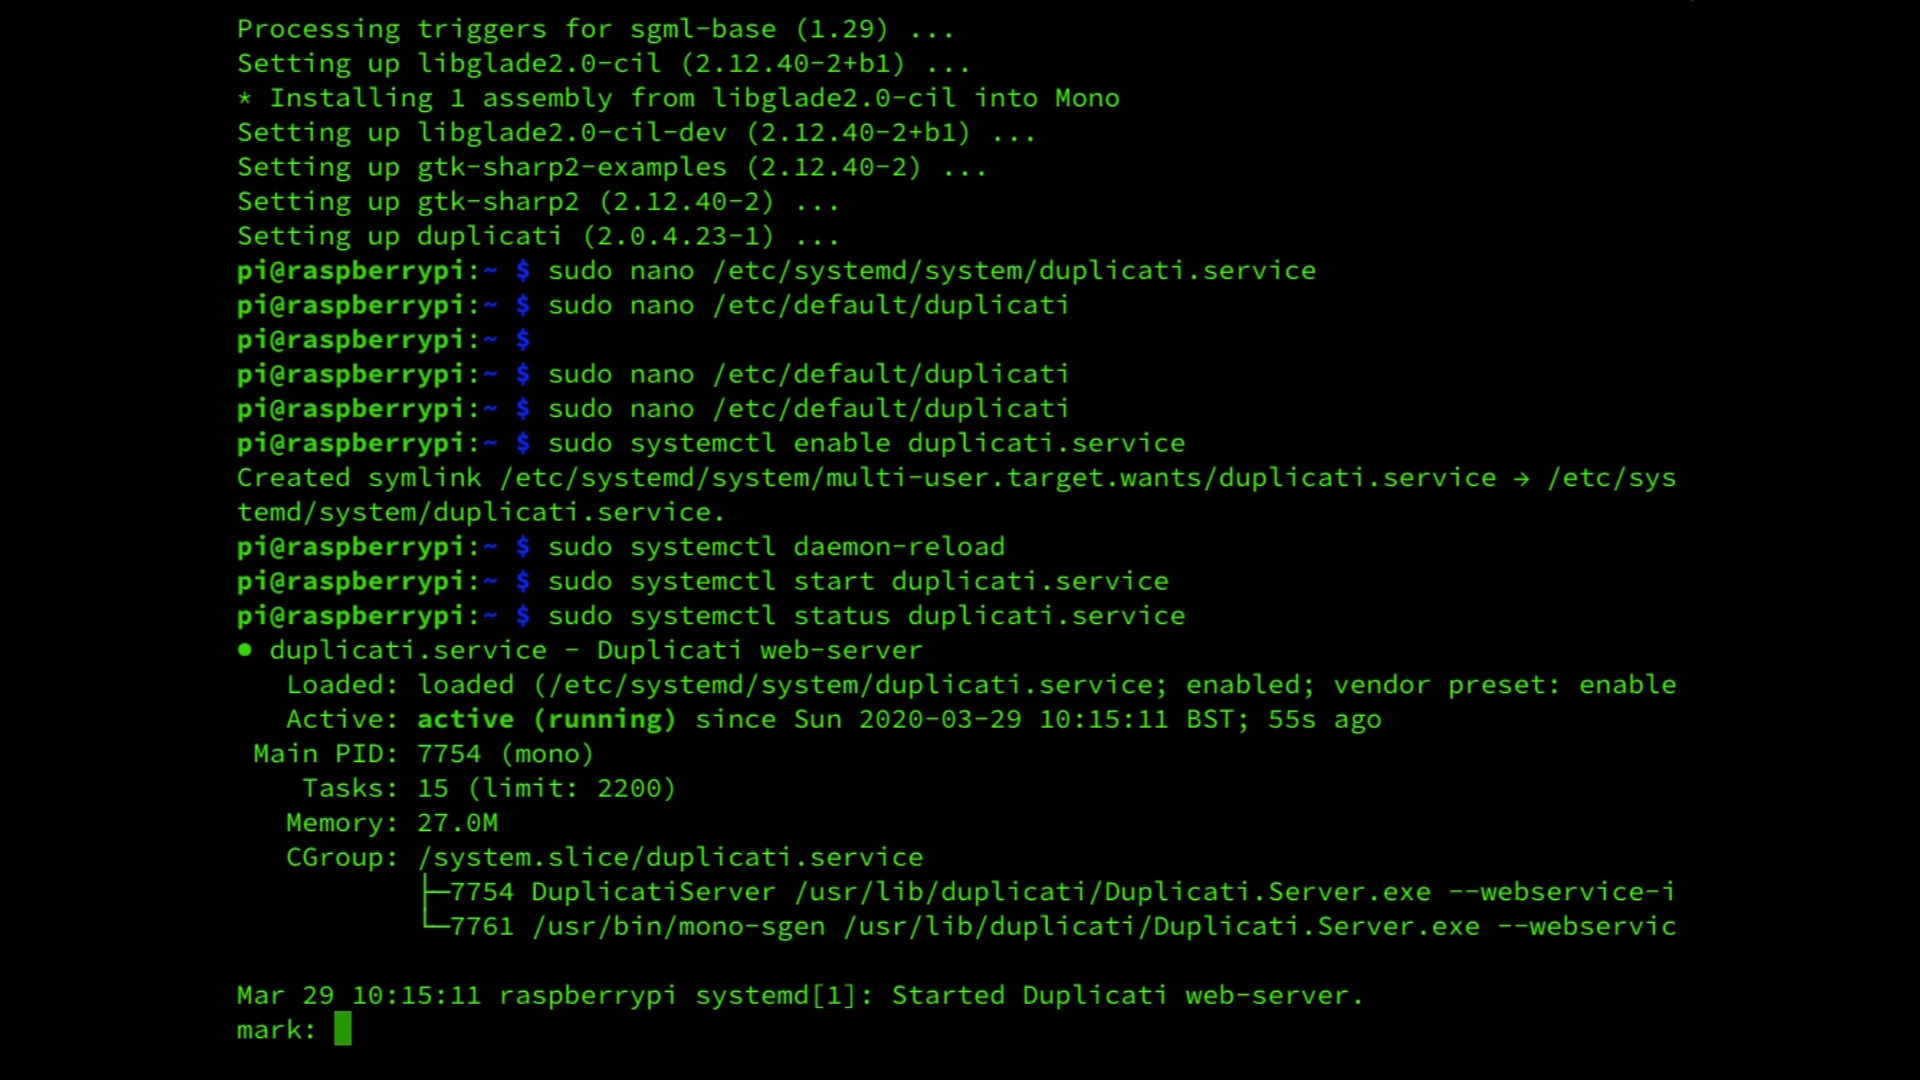 Processing triggers for sgml-base (1.29) ...
Setting up libglade2.0-cil (2.12.40-2+b1) ...
* Installing 1 assembly from libglade2.0-cil into Mono
Setting up libglade2.0-cil-dev (2.12.40-2+b1) ...
Setting up gtk-sharp2-examples (2.12.40-2) ...
Setting up gtk-sharp2 (2.12.40-2) ...
Setting up duplicati (2.0.4.23-1) ...
pi@raspberrypi:~ $ sudo nano /etc/systemd/system/duplicati.service
pi@raspberrypi:~ $ sudo nano /etc/default/duplicati
pi@raspberrypi:~ $
pi@raspberrypi:~ $ sudo nano /etc/default/duplicati
pi@raspberrypi:~ $ sudo nano /etc/default/duplicati
pi@raspberrypi:~ $ sudo systemctl enable duplicati.service
Created symlink /etc/systemd/system/multi-user.target.wants/duplicati.service → /etc/sys
temd/system/duplicati.service.
pi@raspberrypi:~ $ sudo systemctl daemon-reload
pi@raspberrypi:~ $ sudo systemctl start duplicati.service
pi@raspberrypi:~ $ sudo systemctl status duplicati.service
● duplicati.service - Duplicati web-server
   Loaded: loaded (/etc/systemd/system/duplicati.service; enabled; vendor preset: enable
   Active: active (running) since Sun 2020-03-29 10:15:11 BST; 55s ago
 Main PID: 7754 (mono)
    Tasks: 15 (limit: 2200)
   Memory: 27.0M
   CGroup: /system.slice/duplicati.service
           ├─7754 DuplicatiServer /usr/lib/duplicati/Duplicati.Server.exe --webservice-i
           └─7761 /usr/bin/mono-sgen /usr/lib/duplicati/Duplicati.Server.exe --webservic
Mar 29 10:15:11 raspberrypi systemd[1]: Started Duplicati web-server.
mark: